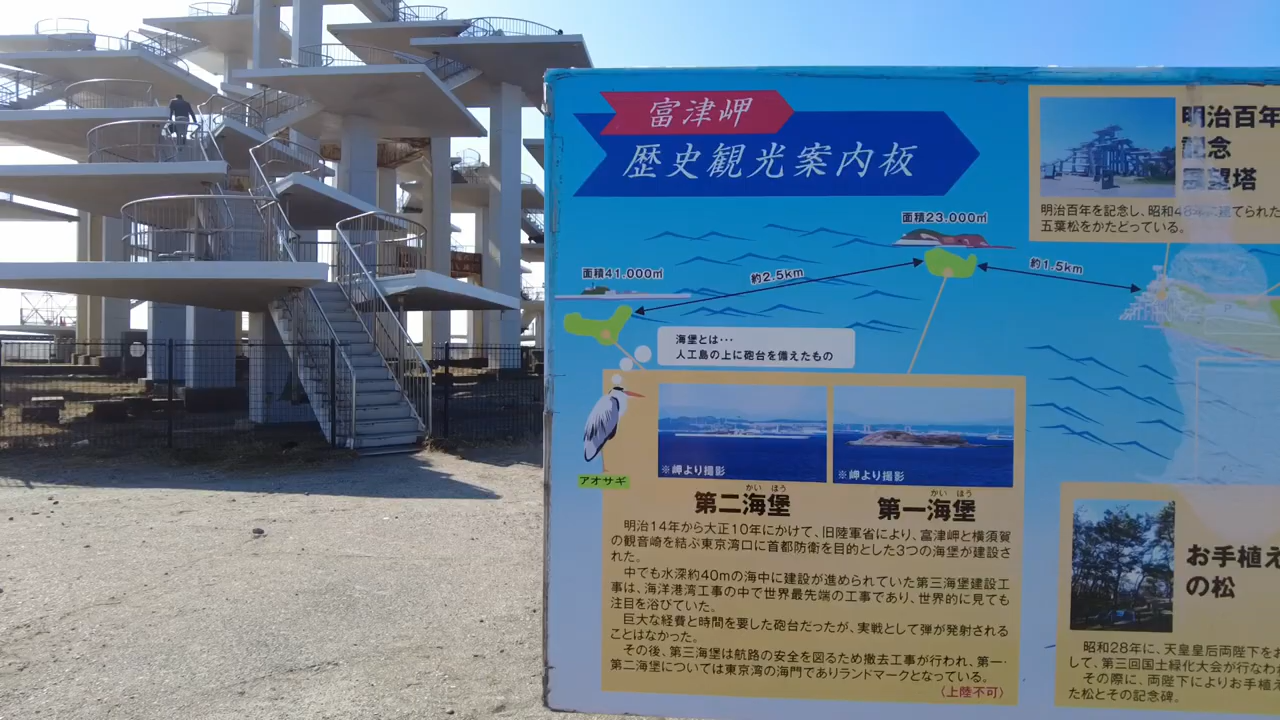 富津岬
歴史観光案内板
面積41.000㎡
約2.5km
面積23.000㎡
約1.5km
海堡とは…
人工島の上に砲台を備えたもの
アオサギ
※岬より撮影
※岬より撮影
かい ほう
第二海堡
かい ほう
第一海堡
明治14年から大正10年にかけて、旧陸軍省により、富津岬と横須賀
の観音崎を結ぶ東京湾口に首都防衛を目的とした3つの海堡が建設さ
れた。
中でも水深約40mの海中に建設が進められていた第三海堡建設工
事は、海洋港湾工事の中で世界最先端の工事であり、世界的に見ても
注目を浴びていた。
巨大な経費と時間を要した砲台だったが、実戦として弾が発射される
ことはなかった。
その後、第三海堡は航路の安全を図るため撤去工事が行われ、第一・
第二海堡については東京湾の海門でありランドマークとなっている。
(上陸不可)
明治百年
記念
展望塔
明治百年を記念し、昭和48年に建てられた
五葉松をかたどっている。
P
お手植え
の松
昭和28年に、天皇皇后両陛下をお
して、第三回国土緑化大会が行なわ
その際に、両陛下によりお手植え
た松とその記念碑。